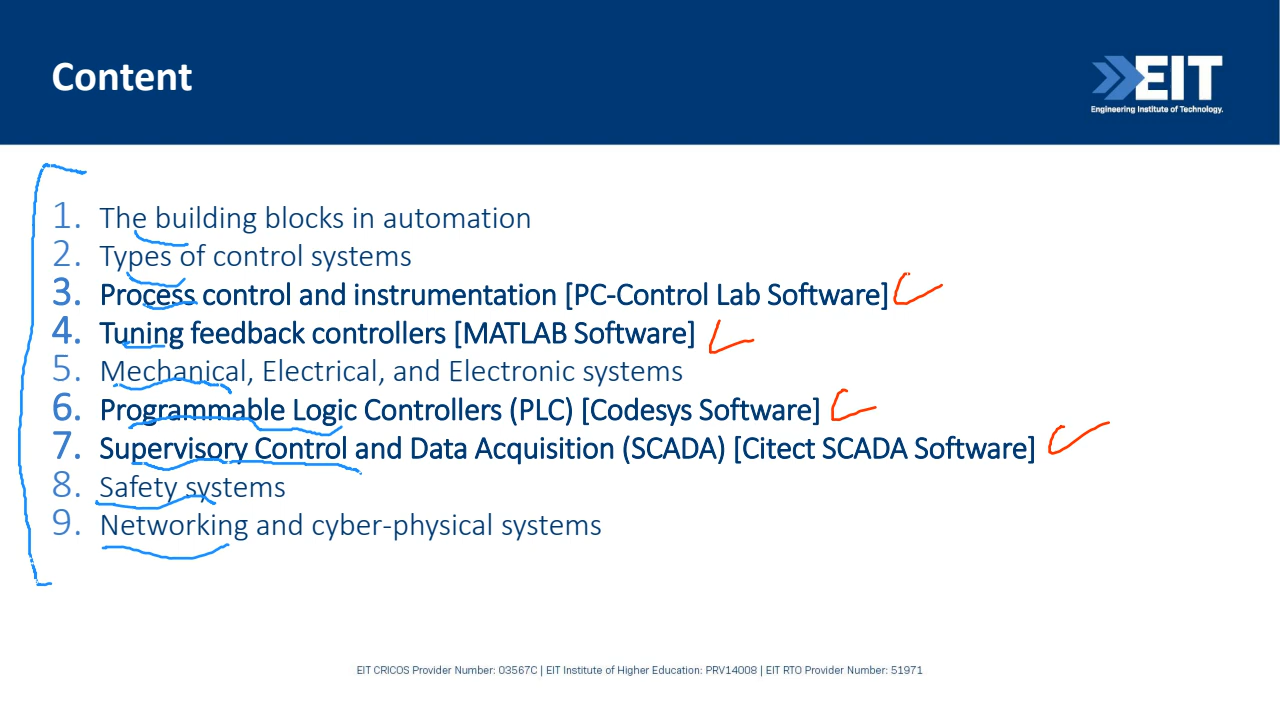 Content
EIT
Engineering Institute of Technology.
1. The building blocks in automation
2. Types of control systems
3. Process control and instrumentation [PC-Control Lab Software]
4. Tuning feedback controllers [MATLAB Software]
5. Mechanical, Electrical, and Electronic systems
6. Programmable Logic Controllers (PLC) [Codesys Software]
7. Supervisory Control and Data Acquisition (SCADA) [Citect SCADA Software]
8. Safety systems
9. Networking and cyber-physical systems
EIT CRICOS Provider Number: 03567C | EIT Institute of Higher Education: PRV14008 | EIT RTO Provider Number: 51971